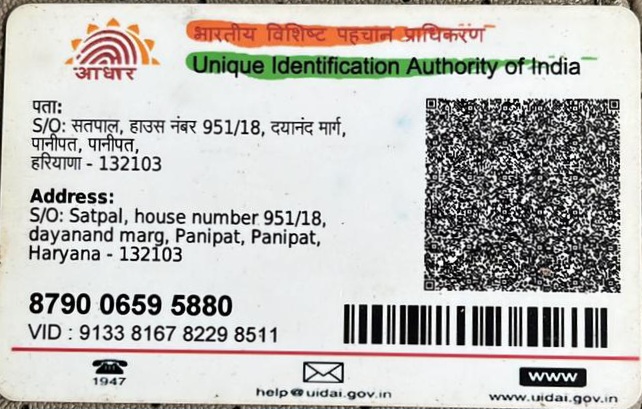 भारतीय विशिष्ट पहचान प्राधिकरण
Unique Identification Authority of India
आधार
पता:
S/O: सतपाल, हाउस नंबर 951/18, दयानंद मार्ग,
पानीपत, पानीपत,
हरियाणा - 132103
Address:
S/O: Satpal, house number 951/18,
dayanand marg, Panipat, Panipat,
Haryana - 132103
8790 0659 5880
VID : 9133 8167 8229 8511
1947
help@uidai.gov.in
www
www.uidai.gov.in